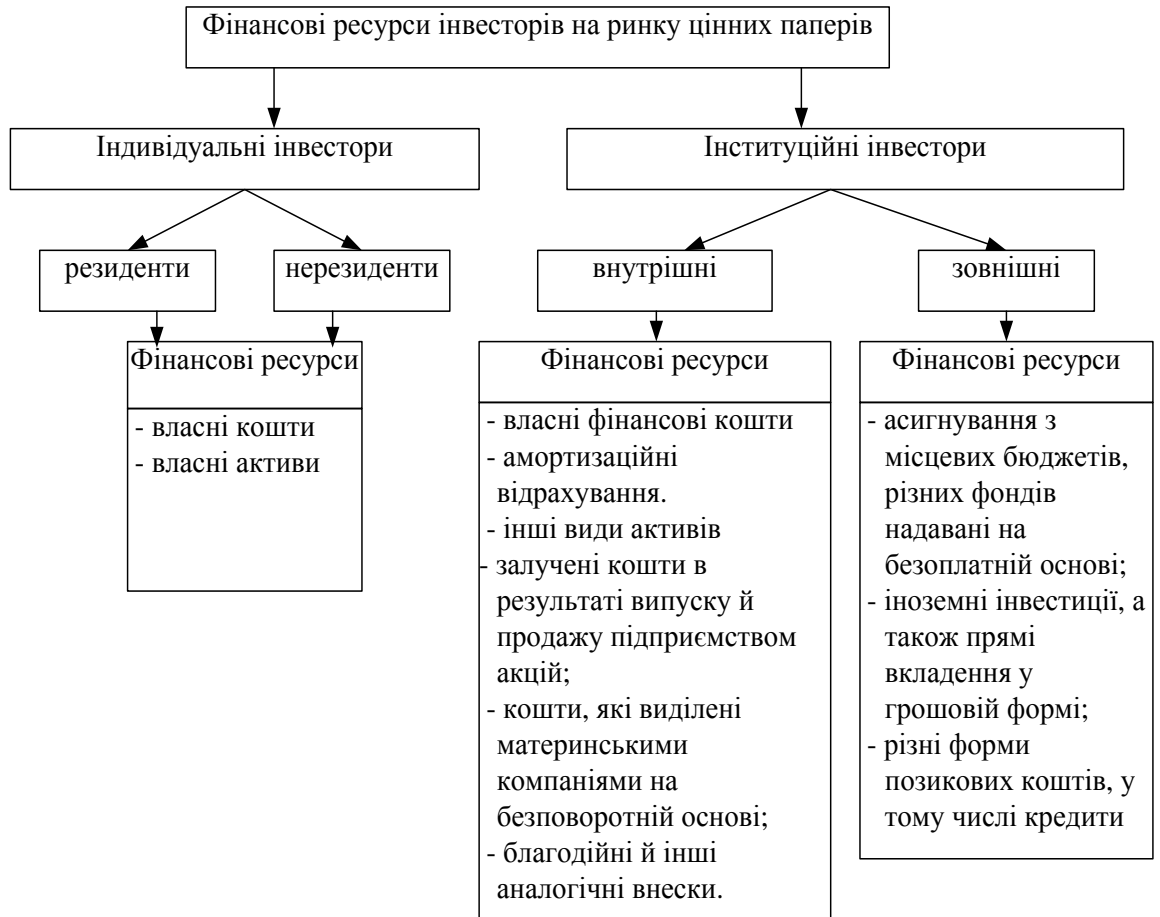 Фінансові ресурси інвесторів на ринку цінних паперів
Індивідуальні інвестори
Інституційні інвестори
резиденти
нерезиденти
внутрішні
зовнішні
Фінансові ресурси
- власні кошти
- власні активи
Фінансові ресурси
- власні фінансові кошти
- амортизаційні
відрахування.
- інші види активів
- залучені кошти в
результаті випуску й
продажу підприємством
акцій;
- кошти, які виділені
материнськими
компаніями на
безповоротній основі;
- благодійні й інші
аналогічні внески.
Фінансові ресурси
- асигнування з
місцевих бюджетів,
різних фондів
надавані на
безоплатній основі;
- іноземні інвестиції, а
також прямі
вкладення у
грошовій формі;
- різні форми
позикових коштів, у
тому числі кредити